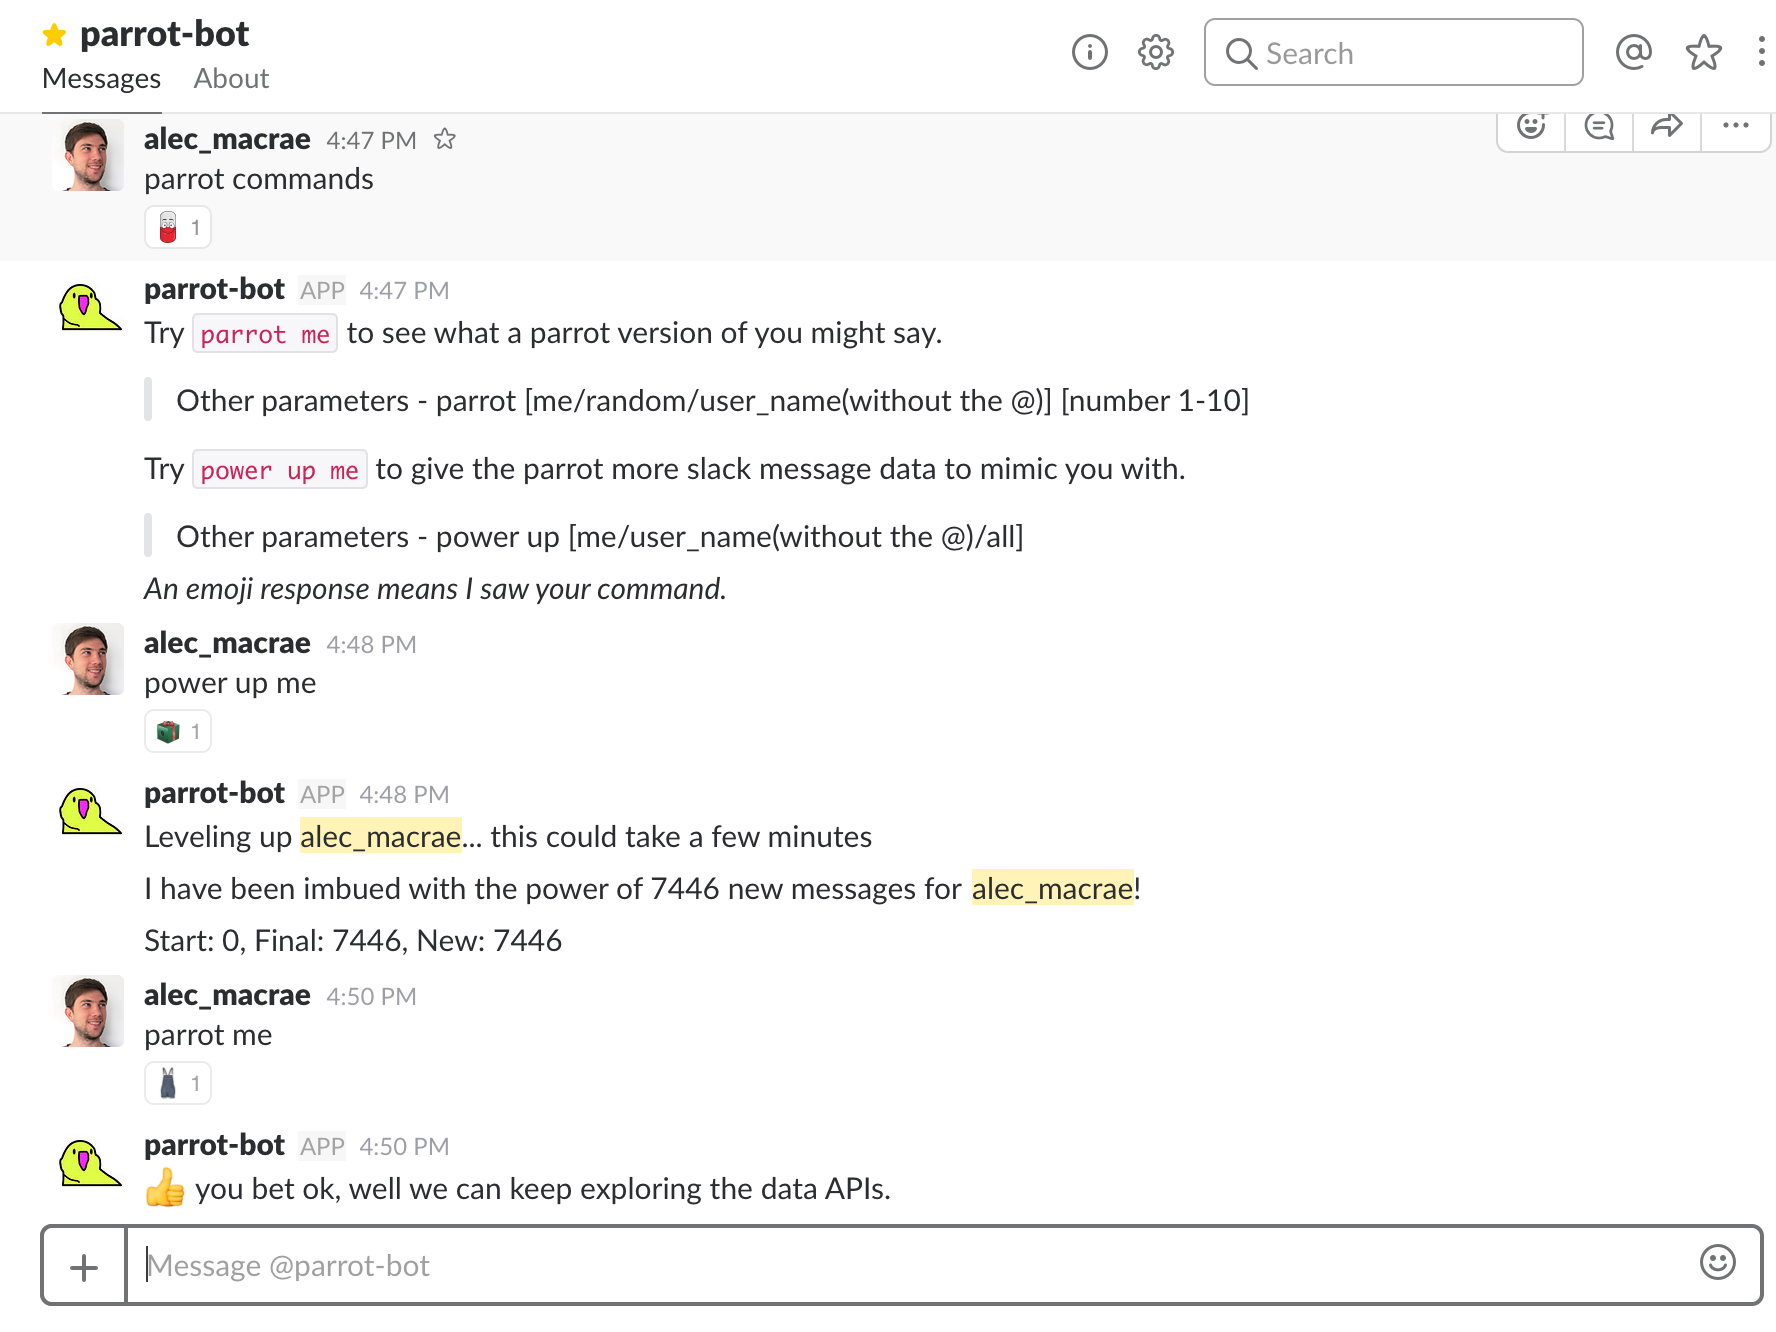 parrot-bot
Messages About
Search
alec_macrae 4:47 PM
parrot commands
1
parrot-bot APP 4:47 PM
Try parrot me to see what a parrot version of you might say.
Other parameters - parrot [me/random/user_name(without the @)] [number 1-10]
Try power up me to give the parrot more slack message data to mimic you with.
Other parameters - power up [me/user_name(without the @)/all]
An emoji response means I saw your command.
alec_macrae 4:48 PM
power up me
1
parrot-bot APP 4:48 PM
Leveling up alec_macrae... this could take a few minutes
I have been imbued with the power of 7446 new messages for alec_macrae!
Start: 0, Final: 7446, New: 7446
alec_macrae 4:50 PM
parrot me
1
parrot-bot APP 4:50 PM
👍 you bet ok, well we can keep exploring the data APIs.
Message @parrot-bot